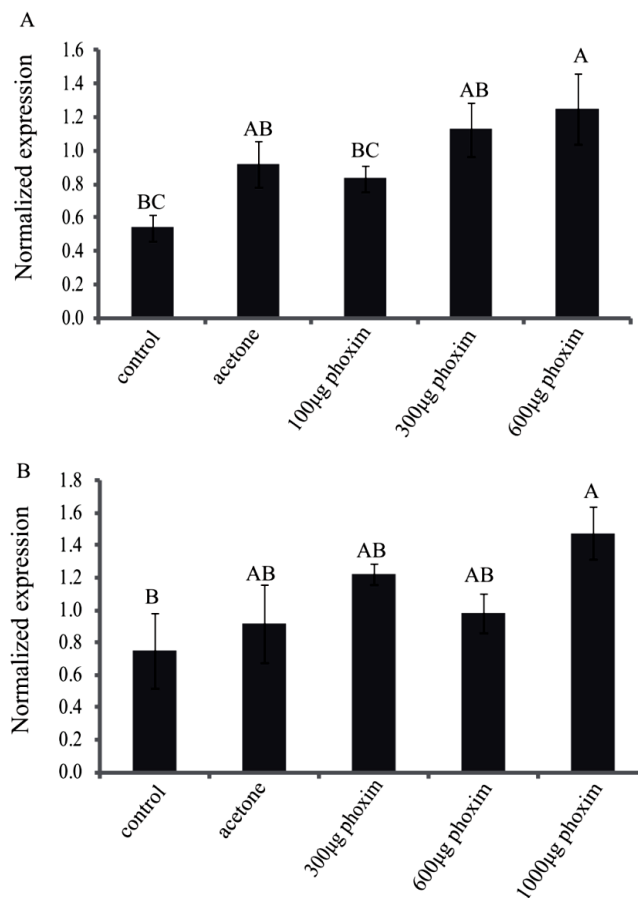 A
Normalized expression
1.6
1.4
1.2
1.0
0.8
0.6
0.4
0.2
0.0
BC
AB
BC
AB
A
control
acetone
100μg phoxim
300μg phoxim
600μg phoxim
B
Normalized expression
1.8
1.6
1.4
1.2
1.0
0.8
0.6
0.4
0.2
0.0
B
AB
AB
AB
A
control
acetone
300μg phoxim
600μg phoxim
1000μg phoxim